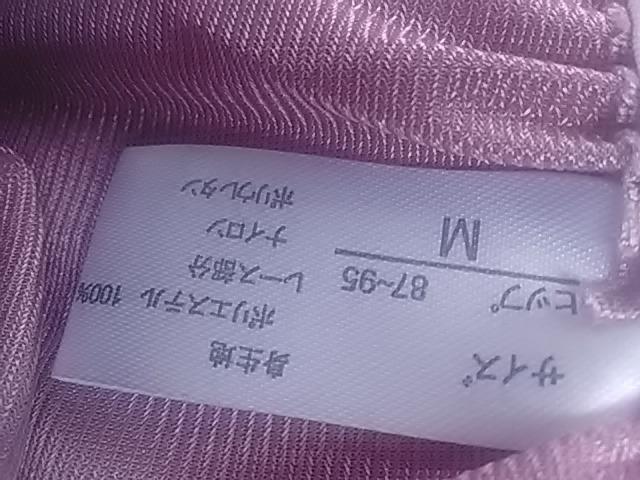 サイズ
ヒップ 87~95
M
身生地
ポリエステル 100%
レース部分
ナイロン
ポリウレタン